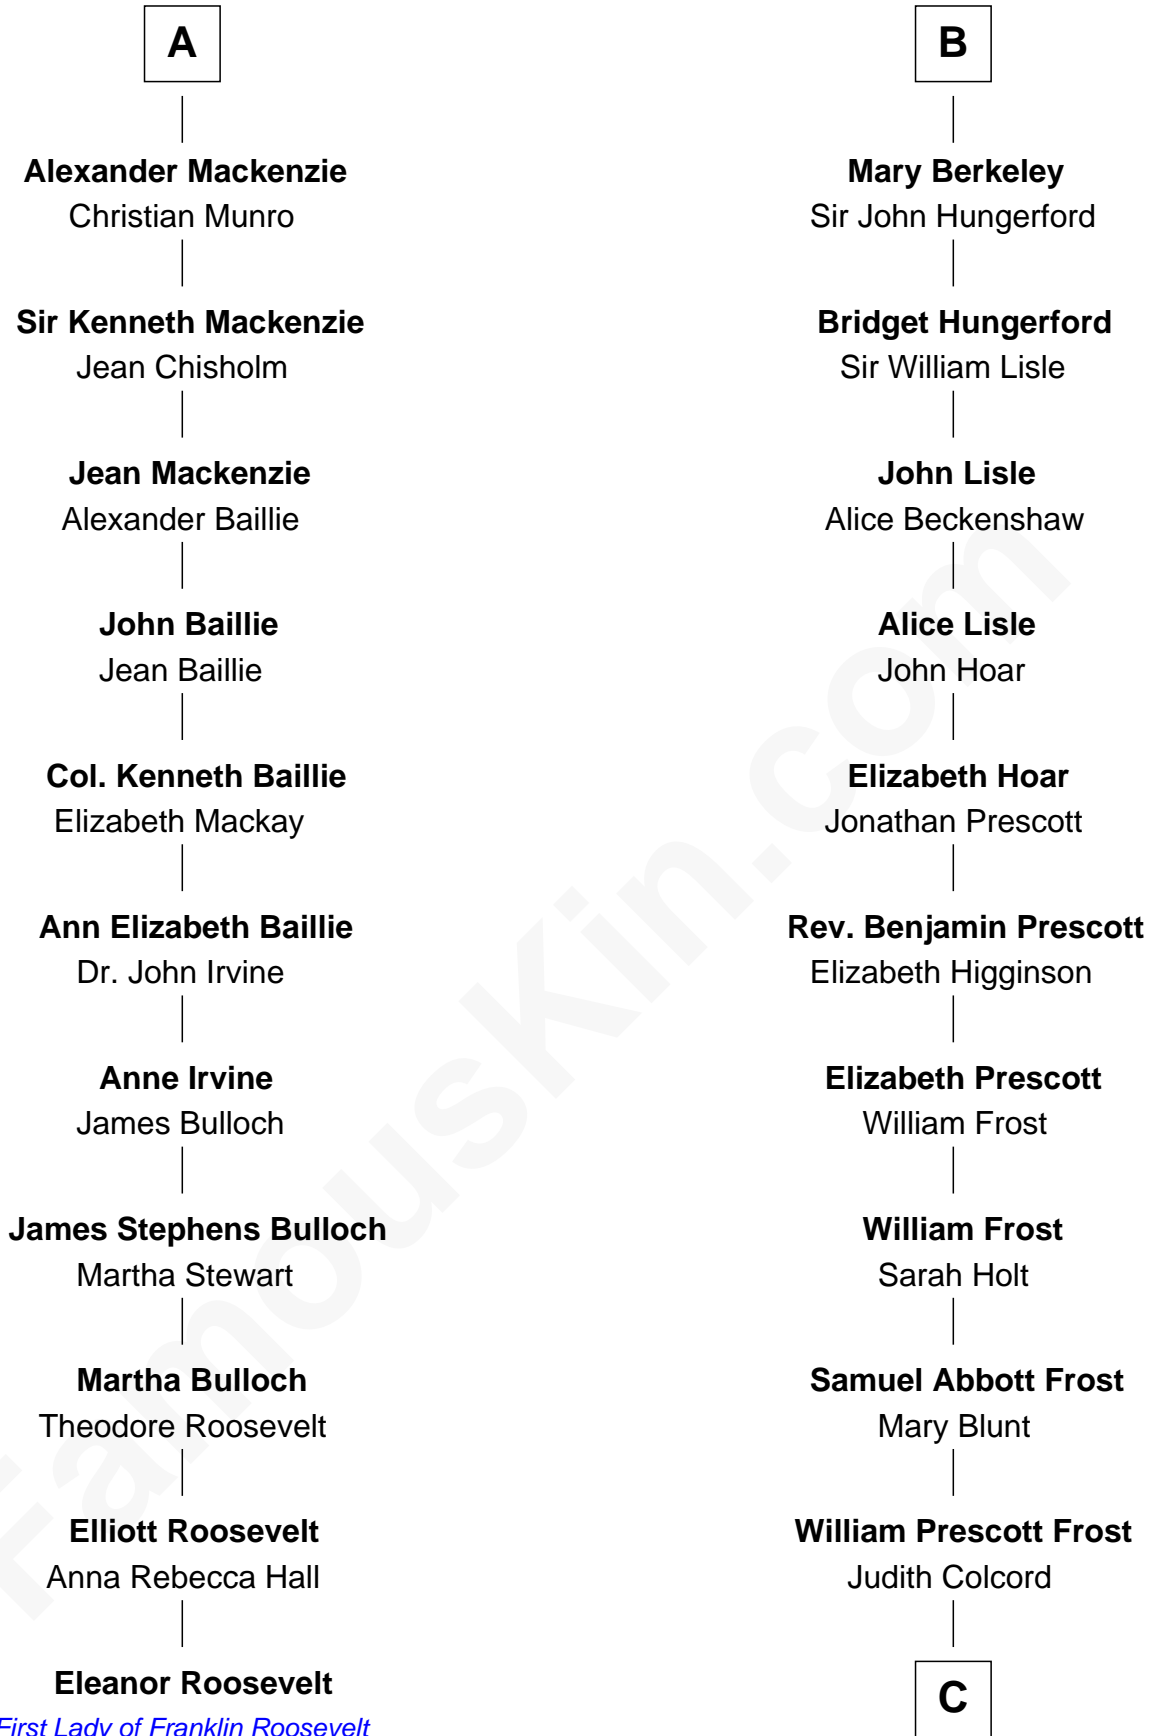 A
Alexander Mackenzie
Christian Munro
Sir Kenneth Mackenzie
Jean Chisholm
Jean Mackenzie
Alexander Baillie
John Baillie
Jean Baillie
Col. Kenneth Baillie
Elizabeth Mackay
Ann Elizabeth Baillie
Dr. John Irvine
Anne Irvine
James Bulloch
James Stephens Bulloch
Martha Stewart
Martha Bulloch
Theodore Roosevelt
Elliott Roosevelt
Anna Rebecca Hall
Eleanor Roosevelt
First Lady of Franklin Roosevelt
B
Mary Berkeley
Sir John Hungerford
Bridget Hungerford
Sir William Lisle
John Lisle
Alice Beckenshaw
Alice Lisle
John Hoar
Elizabeth Hoar
Jonathan Prescott
Rev. Benjamin Prescott
Elizabeth Higginson
Elizabeth Prescott
William Frost
William Frost
Sarah Holt
Samuel Abbott Frost
Mary Blunt
William Prescott Frost
Judith Colcord
C
FamousKin.com